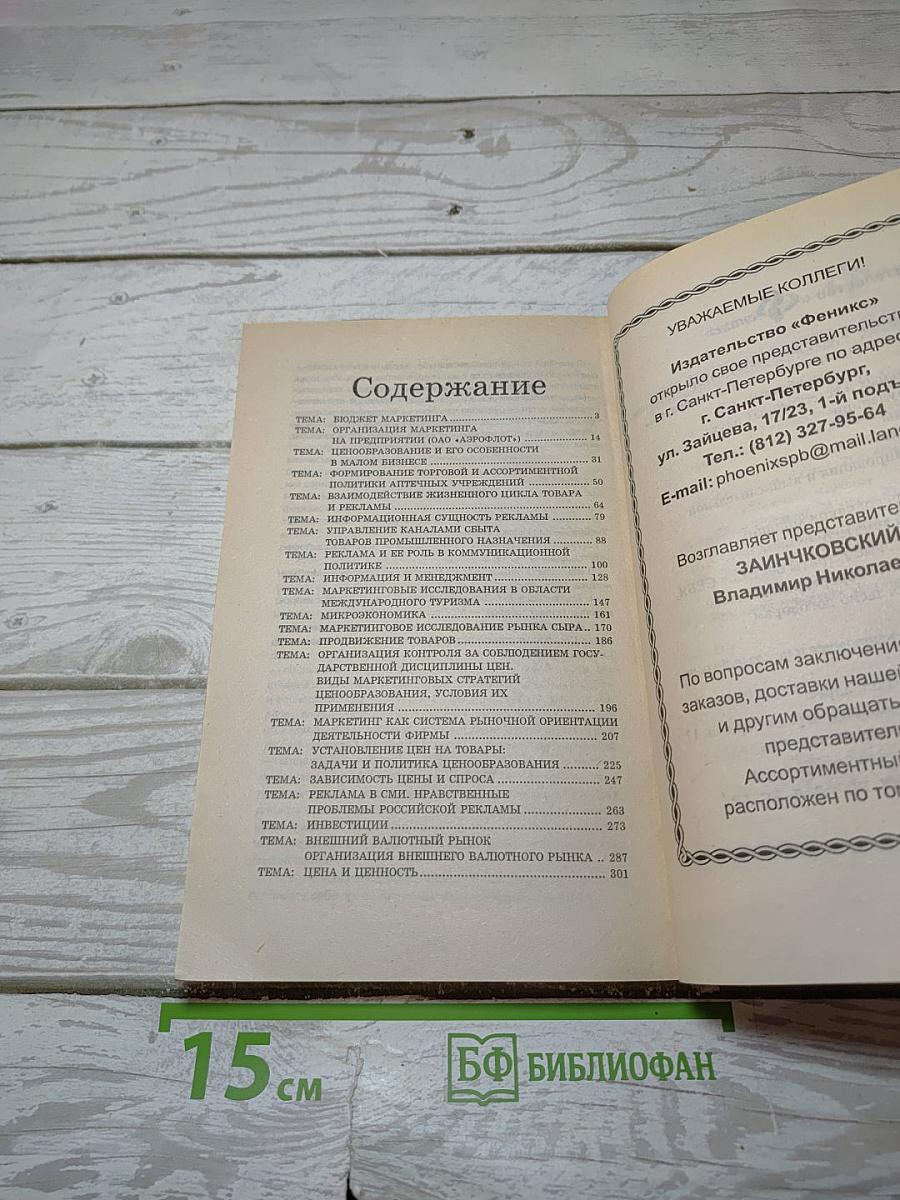 Содержание
ТЕМА: БЮДЖЕТ МАРКЕТИНГА.......... 3
ТЕМА: ОРГАНИЗАЦИЯ МАРКЕТИНГА
НА ПРЕДПРИЯТИИ (ОАО «АЭРОФЛОТ») .......... 14
ТЕМА: ЦЕНООБРАЗОВАНИЕ И ЕГО ОСОБЕННОСТИ
В МАЛОМ БИЗНЕСЕ .......... 31
ТЕМА: ФОРМИРОВАНИЕ ТОРГОВОЙ И АССОРТИМЕНТНОЙ
ПОЛИТИКИ АПТЕЧНЫХ УЧРЕЖДЕНИЙ .......... 50
ТЕМА: ВЗАИМОДЕЙСТВИЕ ЖИЗНЕННОГО ЦИКЛА ТОВАРА
И РЕКЛАМЫ .......... 64
ТЕМА: ИНФОРМАЦИОННАЯ СУЩНОСТЬ РЕКЛАМЫ .......... 79
ТЕМА: УПРАВЛЕНИЕ КАНАЛАМИ СБЫТА
ТОВАРОВ ПРОМЫШЛЕННОГО НАЗНАЧЕНИЯ .......... 88
ТЕМА: РЕКЛАМА И ЕЕ РОЛЬ В КОММУНИКАЦИОННОЙ
ПОЛИТИКЕ .......... 100
ТЕМА: ИНФОРМАЦИЯ И МЕНЕДЖМЕНТ .......... 128
ТЕМА: МАРКЕТИНГОВЫЕ ИССЛЕДОВАНИЯ В ОБЛАСТИ
МЕЖДУНАРОДНОГО ТУРИЗМА .......... 147
ТЕМА: МИКРОЭКОНОМИКА .......... 161
ТЕМА: МАРКЕТИНГОВОЕ ИССЛЕДОВАНИЕ РЫНКА СЫРА.. 170
ТЕМА: ПРОДВИЖЕНИЕ ТОВАРОВ.......... 186
ТЕМА: ОРГАНИЗАЦИЯ КОНТРОЛЯ ЗА СОБЛЮДЕНИЕМ ГОСУ-
ДАРСТВЕННОЙ ДИСЦИПЛИНЫ ЦЕН.
ВИДЫ МАРКЕТИНГОВЫХ СТРАТЕГИЙ
ЦЕНООБРАЗОВАНИЯ, УСЛОВИЯ ИХ
ПРИМЕНЕНИЯ .......... 196
ТЕМА: МАРКЕТИНГ КАК СИСТЕМА РЫНОЧНОЙ ОРИЕНТАЦИИ
ДЕЯТЕЛЬНОСТИ ФИРМЫ .......... 207
ТЕМА: УСТАНОВЛЕНИЕ ЦЕН НА ТОВАРЫ:
ЗАДАЧИ И ПОЛИТИКА ЦЕНООБРАЗОВАНИЯ .......... 225
ТЕМА: ЗАВИСИМОСТЬ ЦЕНЫ И СПРОСА .......... 247
ТЕМА: РЕКЛАМА В СМИ. НРАВСТВЕННЫЕ
ПРОБЛЕМЫ РОССИЙСКОЙ РЕКЛАМЫ .......... 263
ТЕМА: ИНВЕСТИЦИИ.......... 273
ТЕМА: ВНЕШНИЙ ВАЛЮТНЫЙ РЫНОК
ОРГАНИЗАЦИЯ ВНЕШНЕГО ВАЛЮТНОГО РЫНКА .. 287
ТЕМА: ЦЕНА И ЦЕННОСТЬ.......... 301
УВАЖАЕМЫЕ КОЛЛЕГИ!
Издательство «Феникс»
открыло свое представительст
в г. Санкт-Петербурге по адрес
г. Санкт-Петербург,
ул. Зайцева, 17/23, 1-й подъ
Тел.: (812) 327-95-64
E-mail: phoenixspb@mail.lan
Возглавляет представите
ЗАИНЧКОВСКИЙ
Владимир Николае
По вопросам заключени
заказов, доставки нашей
и другим обращать
представител
Ассортиментный
расположен по то
15 см
БФ БИБЛИОФАН